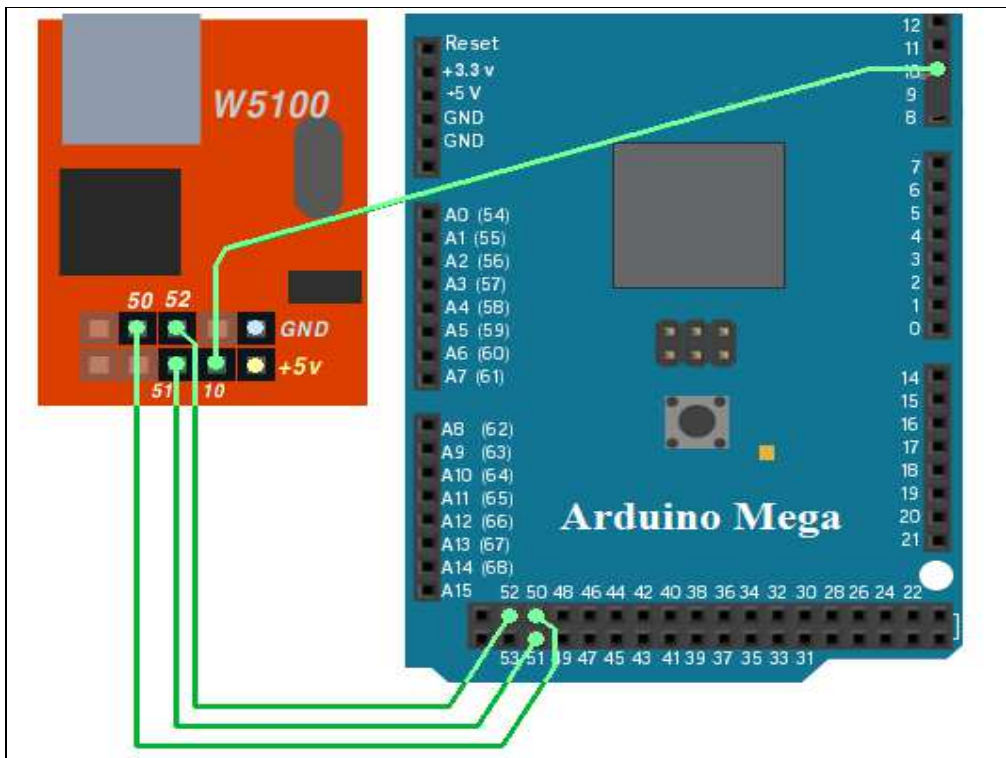 W5100
50 52
GND
+5v
51 10
Reset
+3.3 v
+5 V
GND
GND
A0 (54)
A1 (55)
A2 (56)
A3 (57)
A4 (58)
A5 (59)
A6 (60)
A7 (61)
A8 (62)
A9 (63)
A10 (64)
A11 (65)
A12 (66)
A13 (67)
A14 (68)
A15
12
11
10
9
8
7
6
5
4
3
2
1
0
14
15
16
17
18
19
20
21
Arduino Mega
52 50 48 46 44 42 40 38 36 34 32 30 28 26 24 22
53 51 49 47 45 43 41 39 37 35 33 31